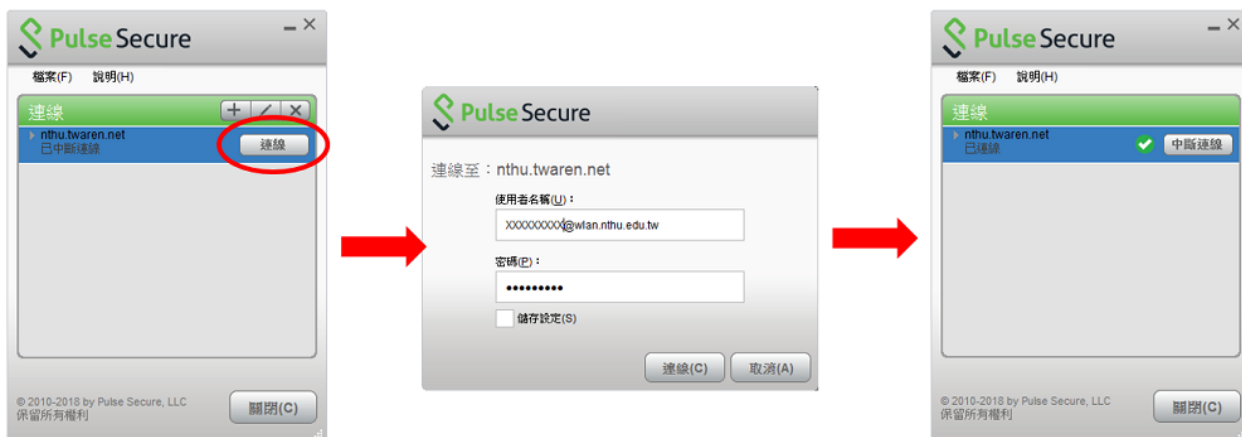 Pulse Secure
檔案(F) 說明(H)
連線
nthu.twaren.net
已中斷連線
連線
© 2010-2018 by Pulse Secure, LLC
保留所有權利
關閉(C)
Pulse Secure
連線至：nthu.twaren.net
使用者名稱(U)：
XXXXXXXXX@wlan.nthu.edu.tw
密碼(P)：
儲存設定(S)
連線(C)
取消(A)
Pulse Secure
檔案(F) 說明(H)
連線
nthu.twaren.net
已連線
中斷連線
© 2010-2018 by Pulse Secure, LLC
保留所有權利
關閉(C)